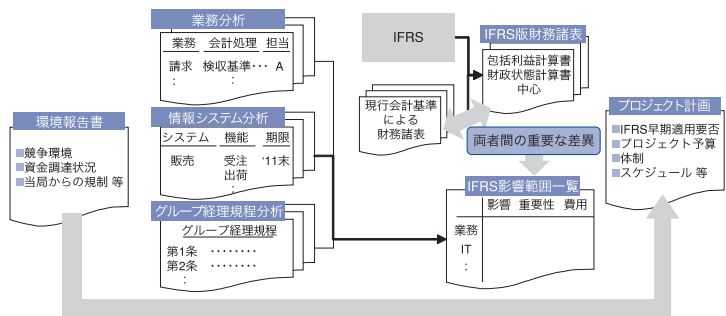 環境報告書
■競争環境
■資金調達状況
■当局からの規制 等
業務分析
業務 会計処理 担当
請求 検収基準･･･ A
:
情報システム分析
システム 機能 期限
販売 受注 '11末
出荷
:
グループ経理規程分析
グループ経理規程
第1条 ････････
第2条 ････････
:
IFRS
IFRS版財務諸表
包括利益計算書
財政状態計算書
中心
現行会計基準
による
財務諸表
両者間の重要な差異
IFRS影響範囲一覧
影響 重要性 費用
業務
IT
:
プロジェクト計画
■IFRS早期適用要否
■プロジェクト予算
■体制
■スケジュール 等